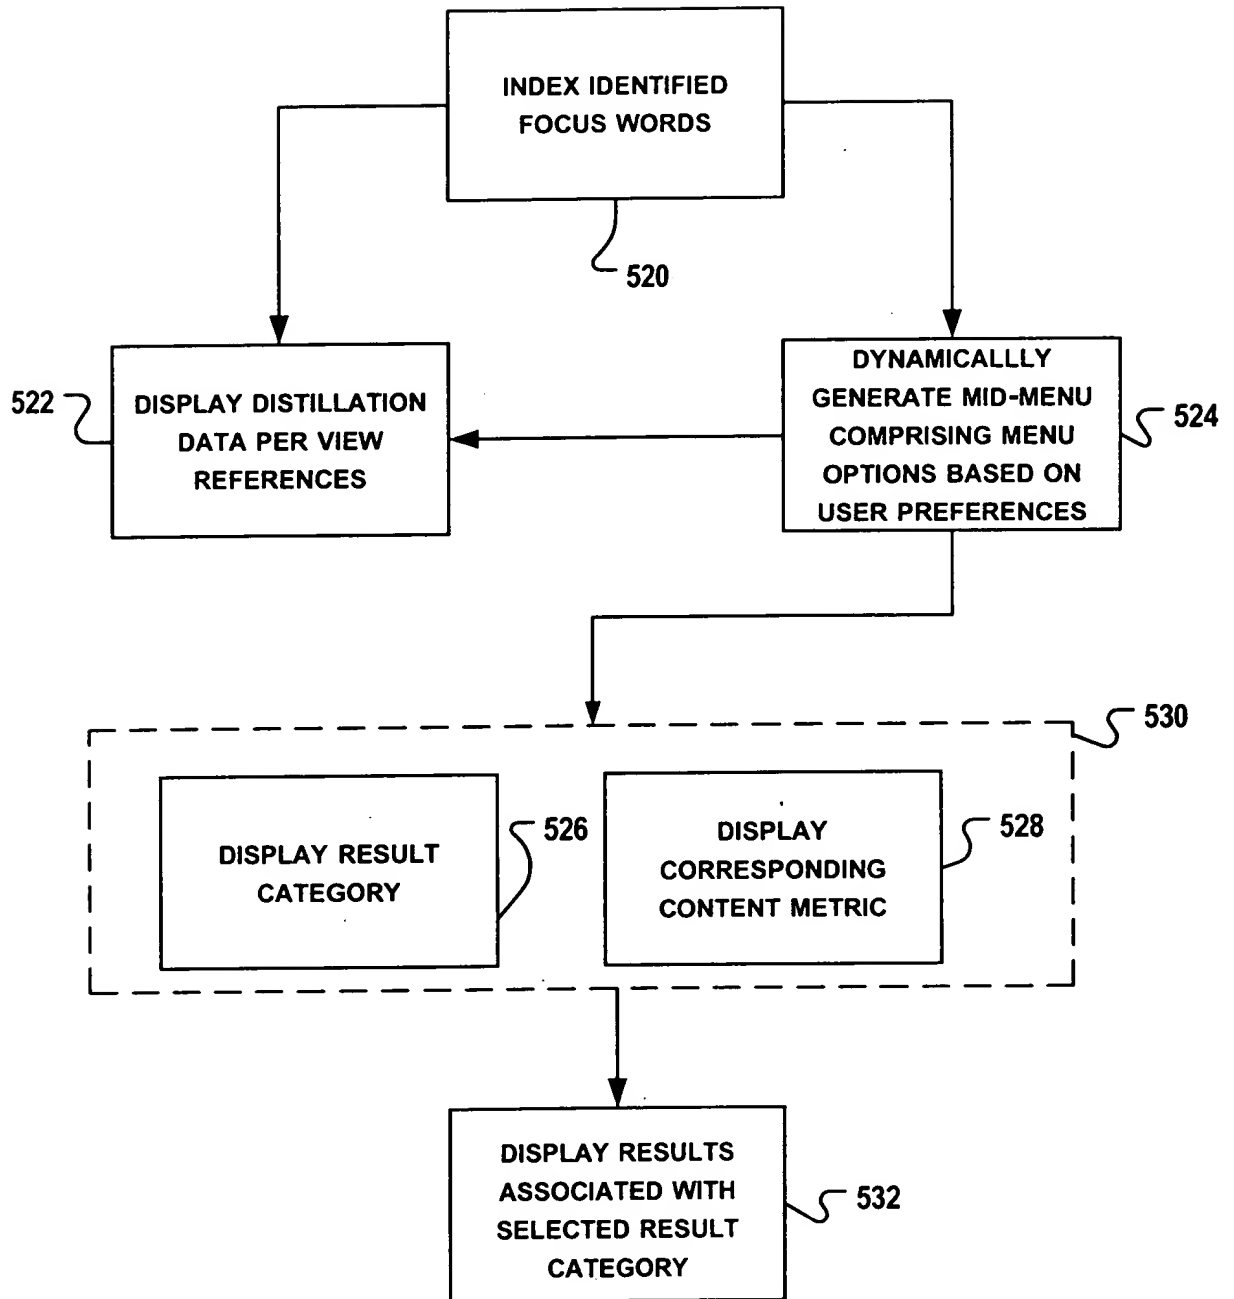 INDEX IDENTIFIED
FOCUS WORDS
520
522
DISPLAY DISTILLATION
DATA PER VIEW
REFERENCES
DYNAMICALLLY
GENERATE MID-MENU
COMPRISING MENU
OPTIONS BASED ON
USER PREFERENCES
524
530
DISPLAY RESULT
CATEGORY
526
DISPLAY
CORRESPONDING
CONTENT METRIC
528
DISPLAY RESULTS
ASSOCIATED WITH
SELECTED RESULT
CATEGORY
532